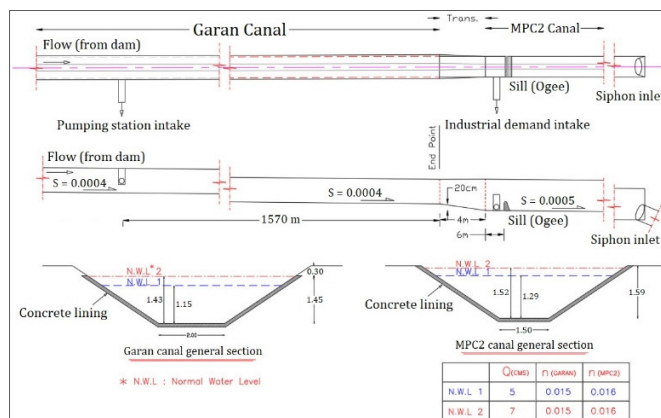 Garan Canal
Trans.
MPC2 Canal
Flow (from dam)
Sill (Ogee)
Siphon inlet
Pumping station intake
Industrial demand intake
End Point
Flow (from dam)
S = 0.0004
S = 0.0004
20cm
S = 0.0005
1570 m
4m
Sill (Ogee)
6m
Siphon inlet
N.W.L* 2
N.W.L 1
0.30
1.43
1.15
1.45
Concrete lining
2.00
Garan canal general section
* N.W.L : Normal Water Level
N.W.L 2
N.W.L 1
1.52
1.29
1.59
Concrete lining
1.50
MPC2 canal general section
Q(CMS) n (GARAN) n (MPC2)
N.W.L 1 5 0.015 0.016
N.W.L 2 7 0.015 0.016